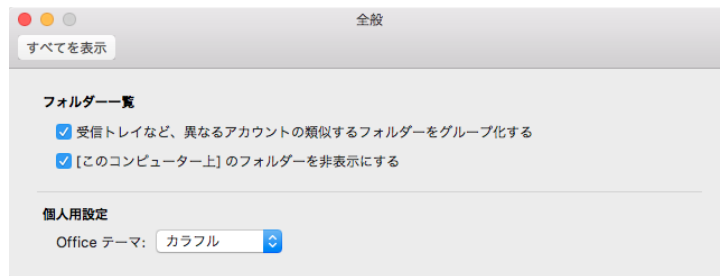 全般
すべてを表示
フォルダー一覧
受信トレイなど、異なるアカウントの類似するフォルダーをグループ化する
[このコンピューター上] のフォルダーを非表示にする
個人用設定
Office テーマ: カラフル